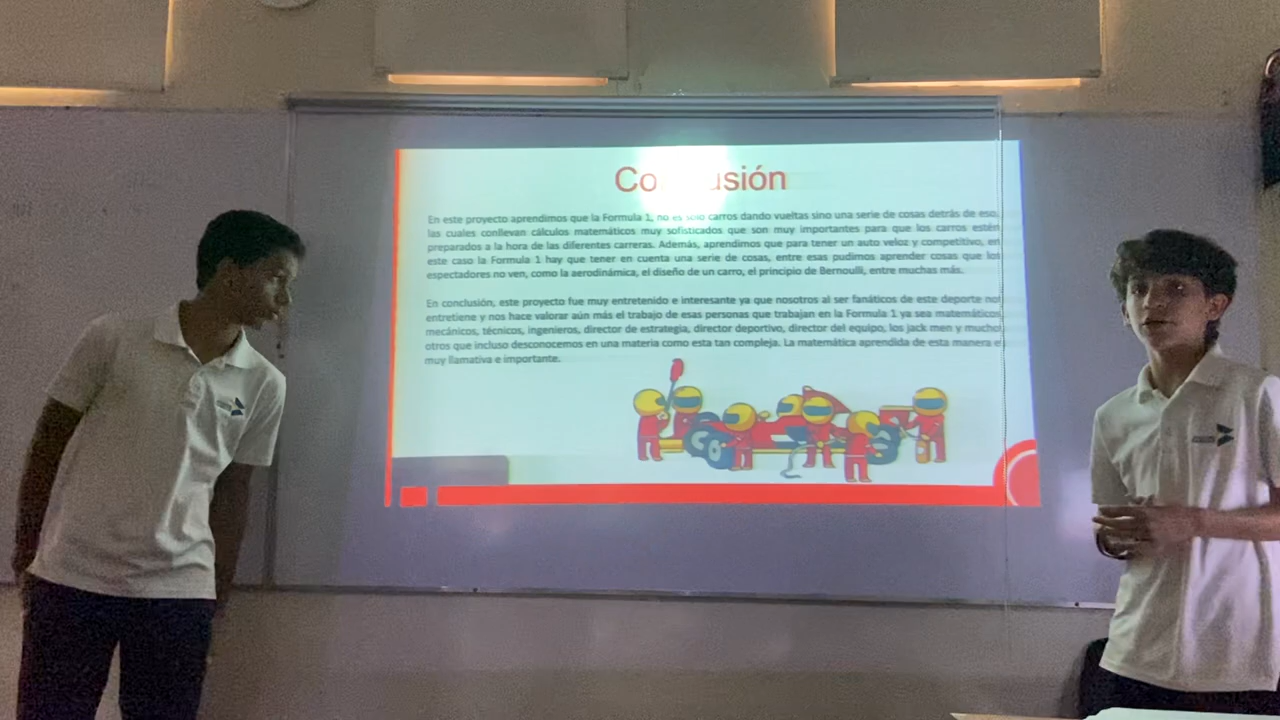 Co usión
En este proyecto aprendimos que la Formula 1, no es solo carros dando vueltas sino una serie de cosas detrás de eso,
las cuales conllevan cálculos matemáticos muy sofisticados que son muy importantes para que los carros estén
preparados a la hora de las diferentes carreras. Además, aprendimos que para tener un auto veloz y competitivo, en
este caso la Formula 1 hay que tener en cuenta una serie de cosas, entre esas pudimos aprender cosas que los
espectadores no ven, como la aerodinámica, el diseño de un carro, el principio de Bernoulli, entre muchas más.
En conclusión, este proyecto fue muy entretenido e interesante ya que nosotros al ser fanáticos de este deporte nos
entretiene y nos hace valorar aún más el trabajo de esas personas que trabajan en la Formula 1 ya sea matemáticos,
mecánicos, técnicos, ingenieros, director de estrategia, director deportivo, director del equipo, los jack men y muchos
otros que incluso desconocemos en una materia como esta tan compleja. La matemática aprendida de esta manera e
muy llamativa e importante.